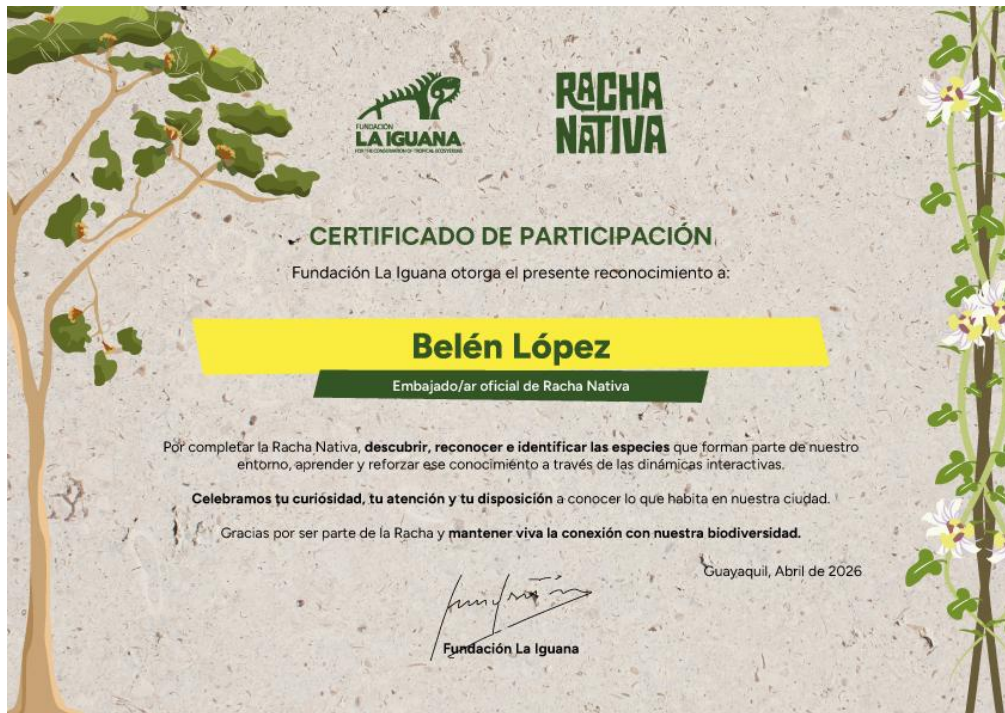 FUNDACIÓN
LA IGUANA
FOR THE CONSERVATION OF TROPICAL ECOSYSTEMS
RACHA
NATIVA
CERTIFICADO DE PARTICIPACIÓN
Fundación La Iguana otorga el presente reconocimiento a:
Belén López
Embajado/ar oficial de Racha Nativa
Por completar la Racha Nativa, descubrir, reconocer e identificar las especies que forman parte de nuestro
entorno, aprender y reforzar ese conocimiento a través de las dinámicas interactivas.
Celebramos tu curiosidad, tu atención y tu disposición a conocer lo que habita en nuestra ciudad.
Gracias por ser parte de la Racha y mantener viva la conexión con nuestra biodiversidad.
Guayaquil, Abril de 2026
Fundación La Iguana